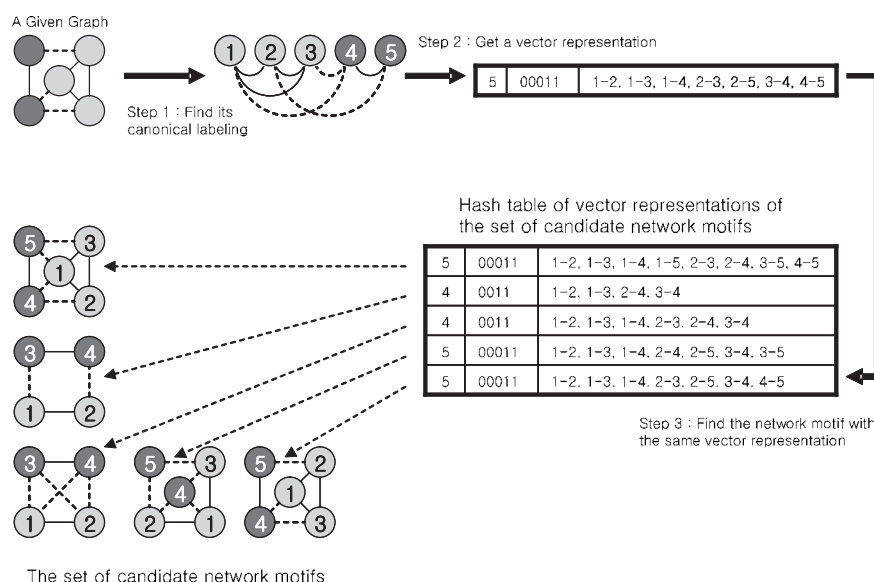 A Given Graph
1 2 3 4 5
Step 1 : Find its
canonical labeling
Step 2 : Get a vector representation
5 00011 1-2, 1-3, 1-4, 2-3, 2-5, 3-4, 4-5
Hash table of vector representations of
the set of candidate network motifs
5 00011 1-2, 1-3, 1-4, 1-5, 2-3, 2-4, 3-5, 4-5
4 0011 1-2, 1-3, 2-4, 3-4
4 0011 1-2, 1-3, 1-4, 2-3, 2-4, 3-4
5 00011 1-2, 1-3, 1-4, 2-4, 2-5, 3-4, 3-5
5 00011 1-2, 1-3, 1-4, 2-3, 2-5, 3-4, 4-5
Step 3 : Find the network motif with
the same vector representation
5 3
1
4 2
3 4
1 2
3 4
1 2
5 3
4
2 1
5 2
1
4 3
The set of candidate network motifs